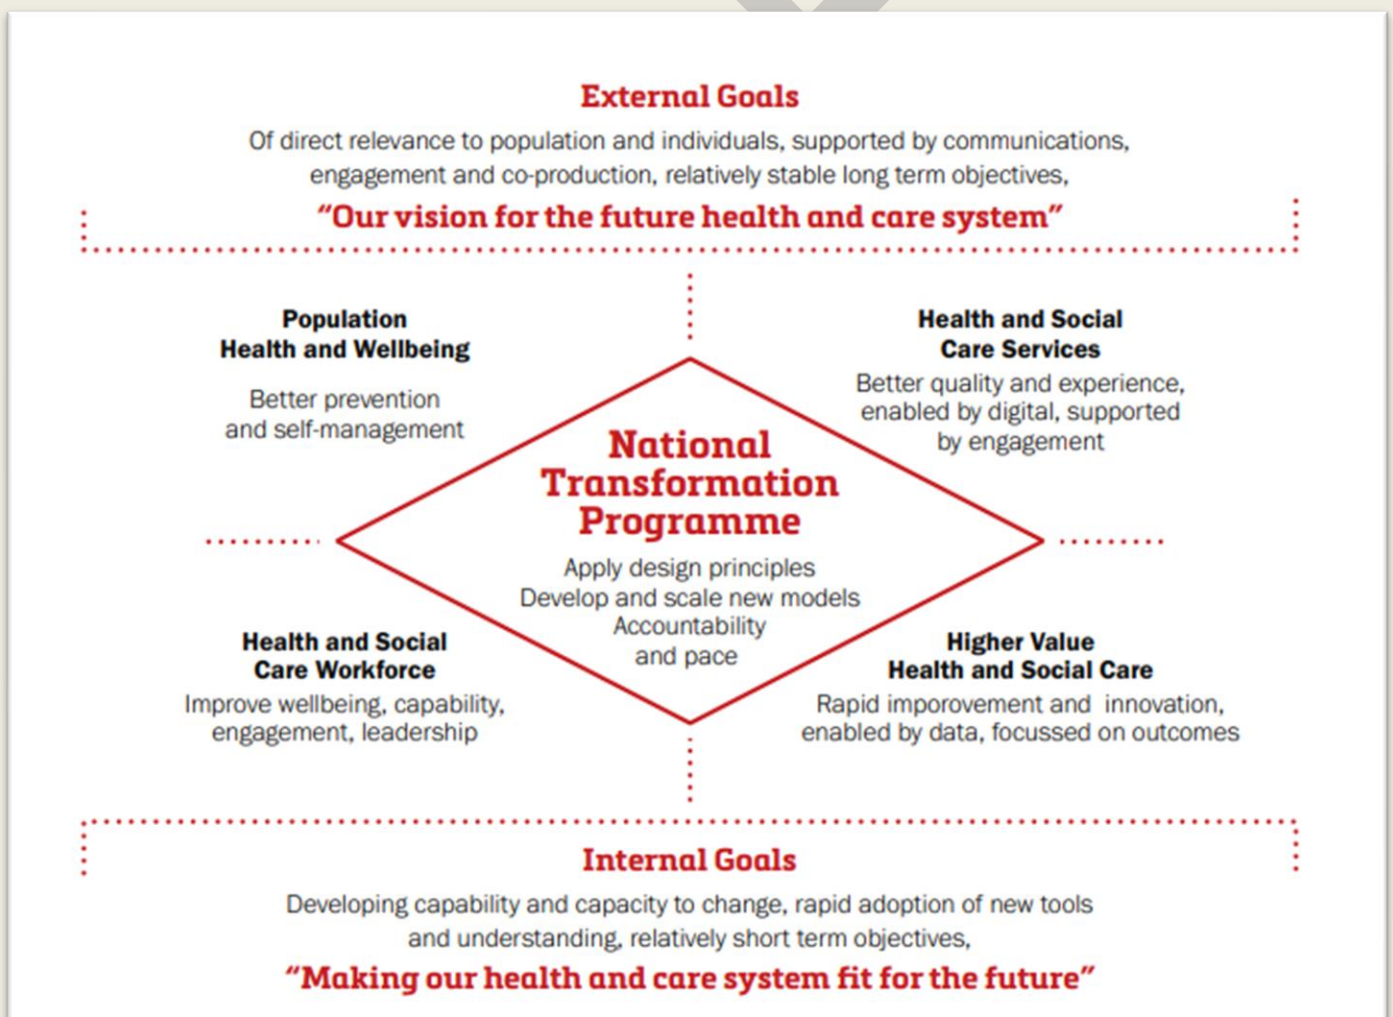 External Goals
Of direct relevance to population and individuals, supported by communications,
engagement and co-production, relatively stable long term objectives,
“Our vision for the future health and care system”
Population
Health and Wellbeing
Better prevention
and self-management
Health and Social
Care Services
Better quality and experience,
enabled by digital, supported
by engagement
National
Transformation
Programme
Apply design principles
Develop and scale new models
Accountability
and pace
Health and Social
Care Workforce
Improve wellbeing, capability,
engagement, leadership
Higher Value
Health and Social Care
Rapid imporovement and innovation,
enabled by data, focussed on outcomes
Internal Goals
Developing capability and capacity to change, rapid adoption of new tools
and understanding, relatively short term objectives,
“Making our health and care system fit for the future”